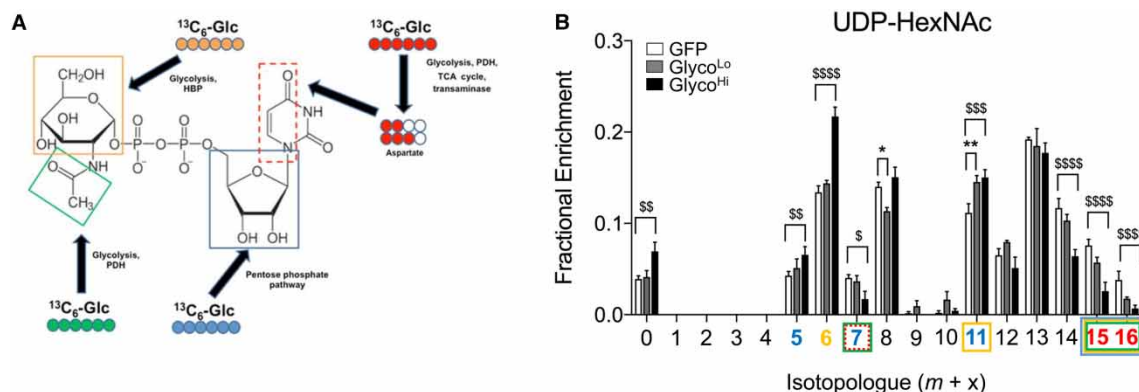 A
¹³C₆-Glc
¹³C₆-Glc
Glycolysis,
HBP
Glycolysis, PDH,
TCA cycle,
transaminase
CH₂OH
O
OH
HO
NH
O
CH₃
O-P-O-P-O
O⁻ O⁻
O
NH
N
O
O
OH OH
Aspartate
Glycolysis,
PDH
Pentose phosphate
pathway
¹³C₆-Glc
¹³C₆-Glc
B
UDP-HexNAc
GFP
Glycoᴸᵒ
Glycoᴴⁱ
Fractional Enrichment
0.3
0.2
0.1
0.0
$$
$$
$$$$
$
*
$$$
**
$$$$
$$$$
$$$$
0 1 2 3 4 5 6 7 8 9 10 11 12 13 14 15 16
Isotopologue (m + x)